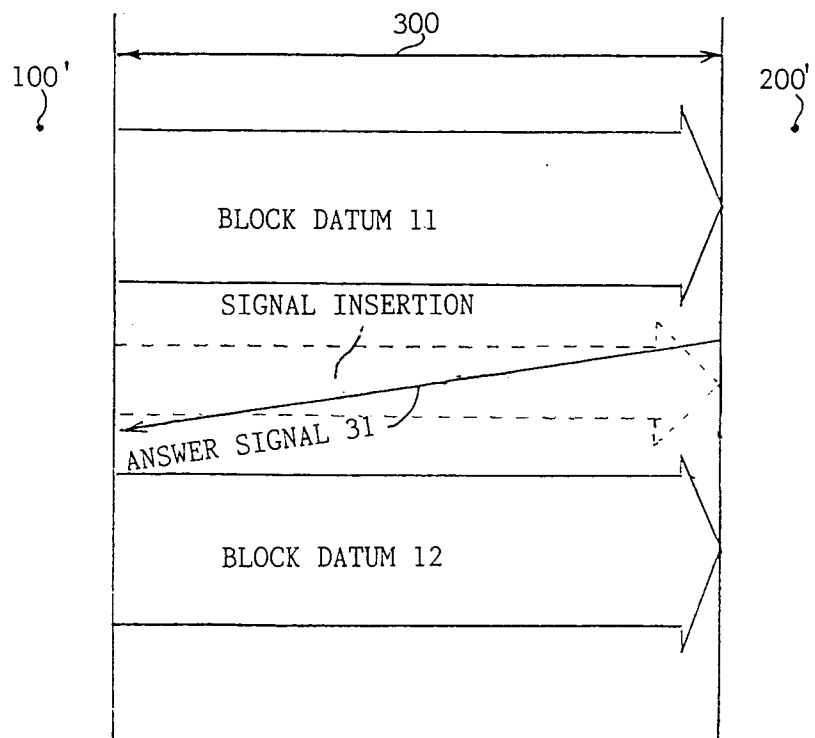 300
100'
200'
BLOCK DATUM 11
SIGNAL INSERTION
ANSWER SIGNAL 31
BLOCK DATUM 12